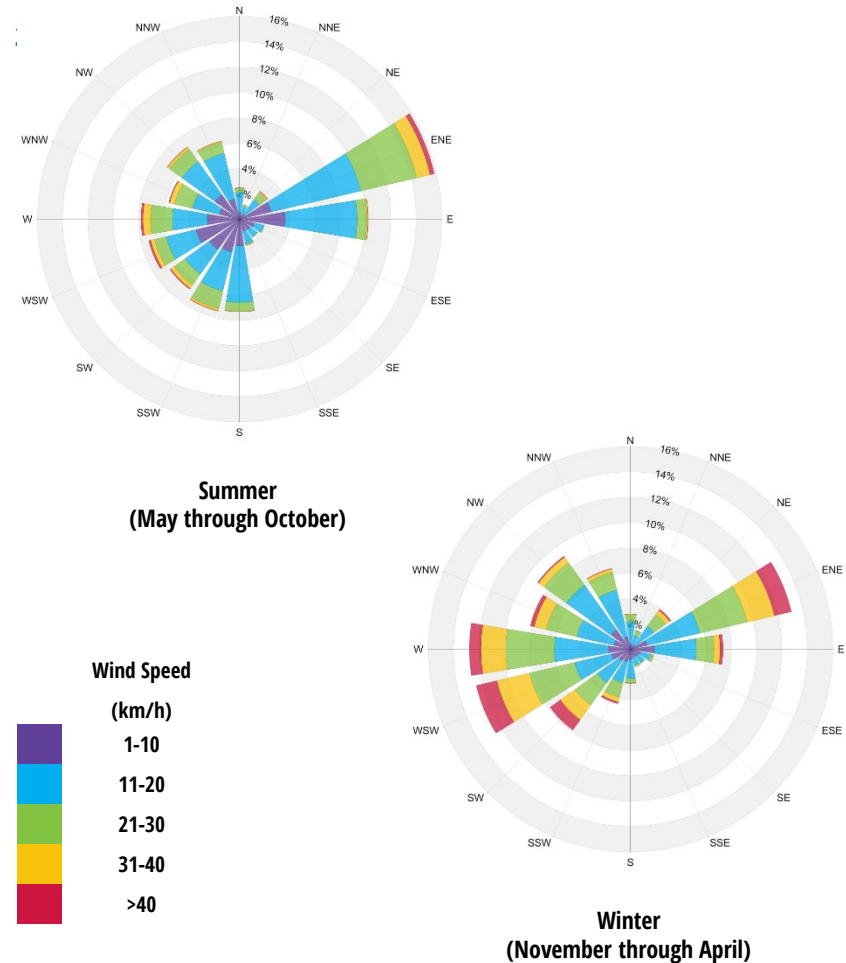 N
NNE
NE
ENE
E
ESE
SE
SSE
S
SSW
SW
WSW
W
WNW
NW
NNW
16%
14%
12%
10%
8%
6%
4%
2%
Summer
(May through October)
N
NNE
NE
ENE
E
ESE
SE
SSE
S
SSW
SW
WSW
W
WNW
NW
NNW
16%
14%
12%
10%
8%
6%
4%
2%
Winter
(November through April)
Wind Speed
(km/h)
1-10
11-20
21-30
31-40
>40